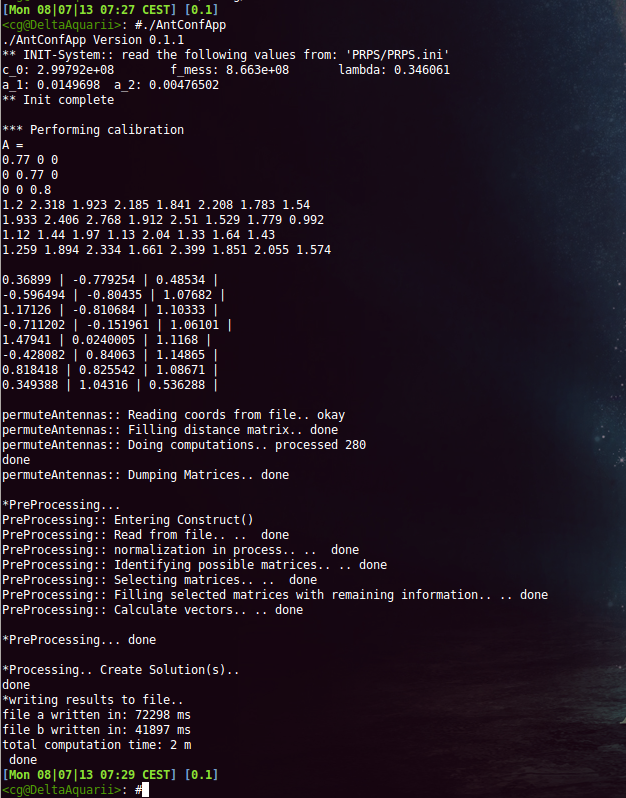 [Mon 08|07|13 07:27 CEST] [0.1]
<cg@DeltaAquarii>: #./AntConfApp
./AntConfApp Version 0.1.1
** INIT-System:: read the following values from: 'PRPS/PRPS.ini'
c_0: 2.99792e+08 f_mess: 8.663e+08 lambda: 0.346061
a_1: 0.0149698 a_2: 0.00476502
** Init complete
*** Performing calibration
A =
0.77 0 0
0 0.77 0
0 0 0.8
1.2 2.318 1.923 2.185 1.841 2.208 1.783 1.54
1.933 2.406 2.768 1.912 2.51 1.529 1.779 0.992
1.12 1.44 1.97 1.13 2.04 1.33 1.64 1.43
1.259 1.894 2.334 1.661 2.399 1.851 2.055 1.574
0.36899 | -0.779254 | 0.48534 |
-0.596494 | -0.80435 | 1.07682 |
1.17126 | -0.810684 | 1.10333 |
-0.711202 | -0.151961 | 1.06101 |
1.47941 | 0.0240005 | 1.1168 |
-0.428082 | 0.84063 | 1.14865 |
0.818418 | 0.825542 | 1.08671 |
0.349388 | 1.04316 | 0.536288 |
permuteAntennas:: Reading coords from file.. okay
permuteAntennas:: Filling distance matrix.. done
permuteAntennas:: Doing computations.. processed 280
done
permuteAntennas:: Dumping Matrices.. done
*PreProcessing...
PreProcessing:: Entering Construct()
PreProcessing:: Read from file.. .. done
PreProcessing:: normalization in process.. .. done
PreProcessing:: Identifying possible matrices.. .. done
PreProcessing:: Selecting matrices.. .. done
PreProcessing:: Filling selected matrices with remaining information.. .. done
PreProcessing:: Calculate vectors.. .. done
*PreProcessing... done
*Processing.. Create Solution(s)..
done
*writing results to file..
file a written in: 72298 ms
file b written in: 41897 ms
total computation time: 2 m
done
[Mon 08|07|13 07:29 CEST] [0.1]
<cg@DeltaAquarii>: #